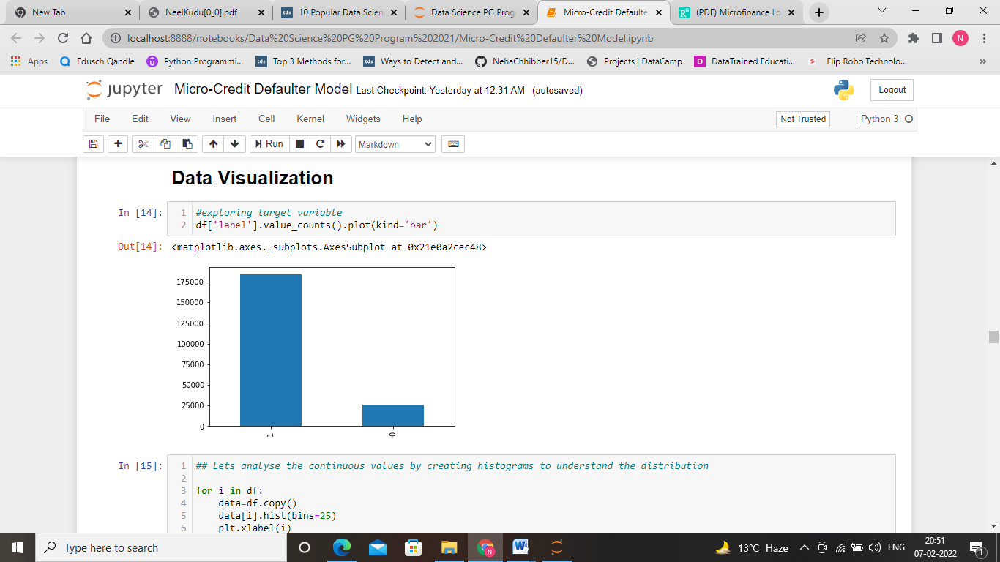 New Tab
NeelKudu[0_0].pdf
tds 10 Popular Data Scien
Data Science PG Prog
Micro-Credit Defaulte
R⁶ (PDF) Microfinance Lo
localhost:8888/notebooks/Data%20Science%20PG%20Program%202021/Micro-Credit%20Defaulter%20Model.ipynb
N
Apps
Edusch Qandle
Python Programmi...
tds Top 3 Methods for...
tds Ways to Detect and...
NehaChhibber15/D...
Projects | DataCamp
D DataTrained Educati...
Flip Robo Technolo...
jupyter Micro-Credit Defaulter Model Last Checkpoint: Yesterday at 12:31 AM (autosaved)
Logout
File Edit View Insert Cell Kernel Widgets Help
Not Trusted
Python 3
Run
Markdown
Data Visualization
In [14]:
1 #exploring target variable
2 df['label'].value_counts().plot(kind='bar')
Out[14]: <matplotlib.axes._subplots.AxesSubplot at 0x21e0a2cec48>
175000
150000
125000
100000
75000
50000
25000
0
1 0
In [15]:
1 ## Lets analyse the continuous values by creating histograms to understand the distribution
2
3 for i in df:
4 data=df.copy()
5 data[i].hist(bins=25)
6 plt.xlabel(i)
Type here to search
N
W
13°C Haze
ENG
20:51
07-02-2022
1